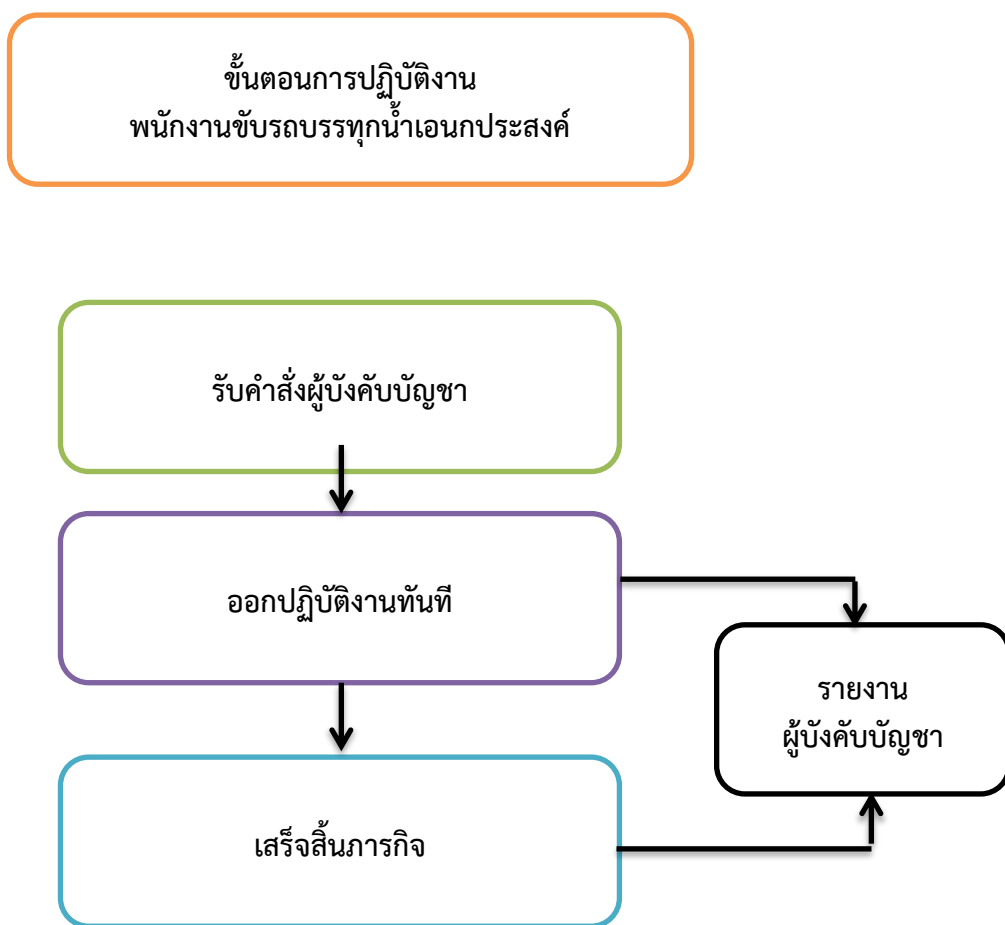 ขั้นตอนการปฏิบัติงาน
พนักงานขับรถบรรทุกน้ำเอนกประสงค์
รับคำสั่งผู้บังคับบัญชา
ออกปฏิบัติงานทันที
รายงาน
ผู้บังคับบัญชา
เสร็จสิ้นภารกิจ